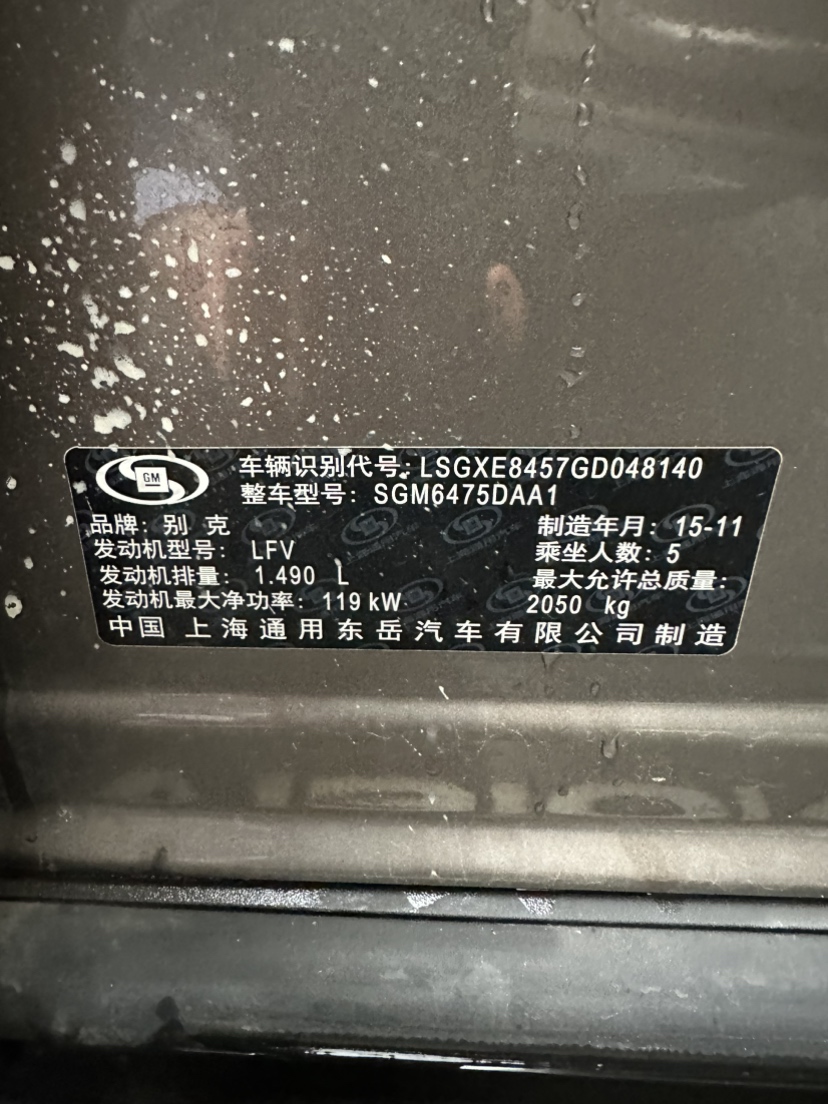 GM
车辆识别代号:LSGXE8457GD048140
整车型号:SGM6475DAA1
品牌:别 克 制造年月:15-11
发动机型号: LFV 乘坐人数:5
发动机排量: 1.490 L 最大允许总质量:
发动机最大净功率: 119 kW 2050 kg
中国 上海通用东岳汽车有限公司制造